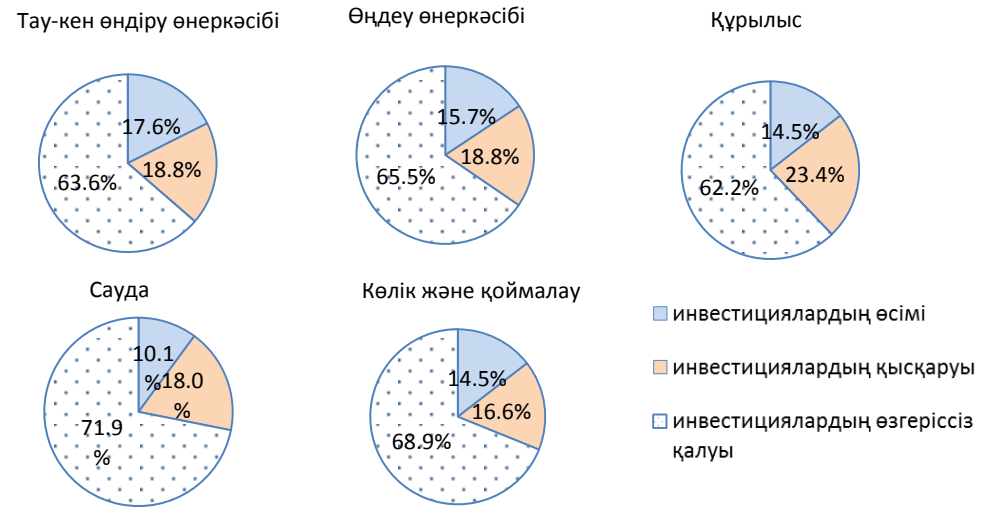 Тау-кен өндіру өнеркәсібі
17.6%
18.8%
63.6%
Өңдеу өнеркәсібі
15.7%
18.8%
65.5%
Құрылыс
14.5%
23.4%
62.2%
Сауда
10.1
%
18.0
%
71.9
%
Көлік және қоймалау
14.5%
16.6%
68.9%
инвестициялардың өсімі
инвестициялардың қысқаруы
инвестициялардың өзгеріссіз
қалуы